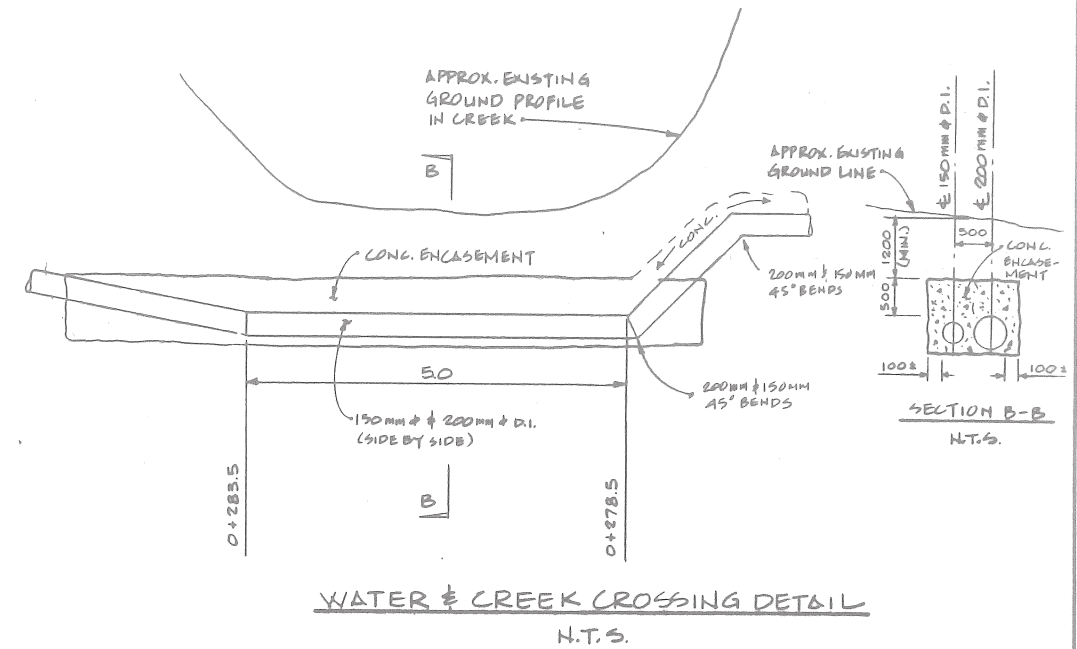 APPROX. EXISTING
GROUND PROFILE
IN CREEK
B
CONC. ENCASEMENT
CONC.
200MM & 150MM
45° BENDS
5.0
200MM & 150MM
45° BENDS
150MM Ø & 200MM Ø D.I.
(SIDE BY SIDE)
B
0+283.5
0+278.5
APPROX. EXISTING
GROUND LINE
℄ 150MM Ø D.I.
℄ 200MM Ø D.I.
500
1200
(MIN.)
500
CONC.
ENCASE-
MENT
100±
100±
SECTION B-B
N.T.S.
WATER & CREEK CROSSING DETAIL
N.T.S.